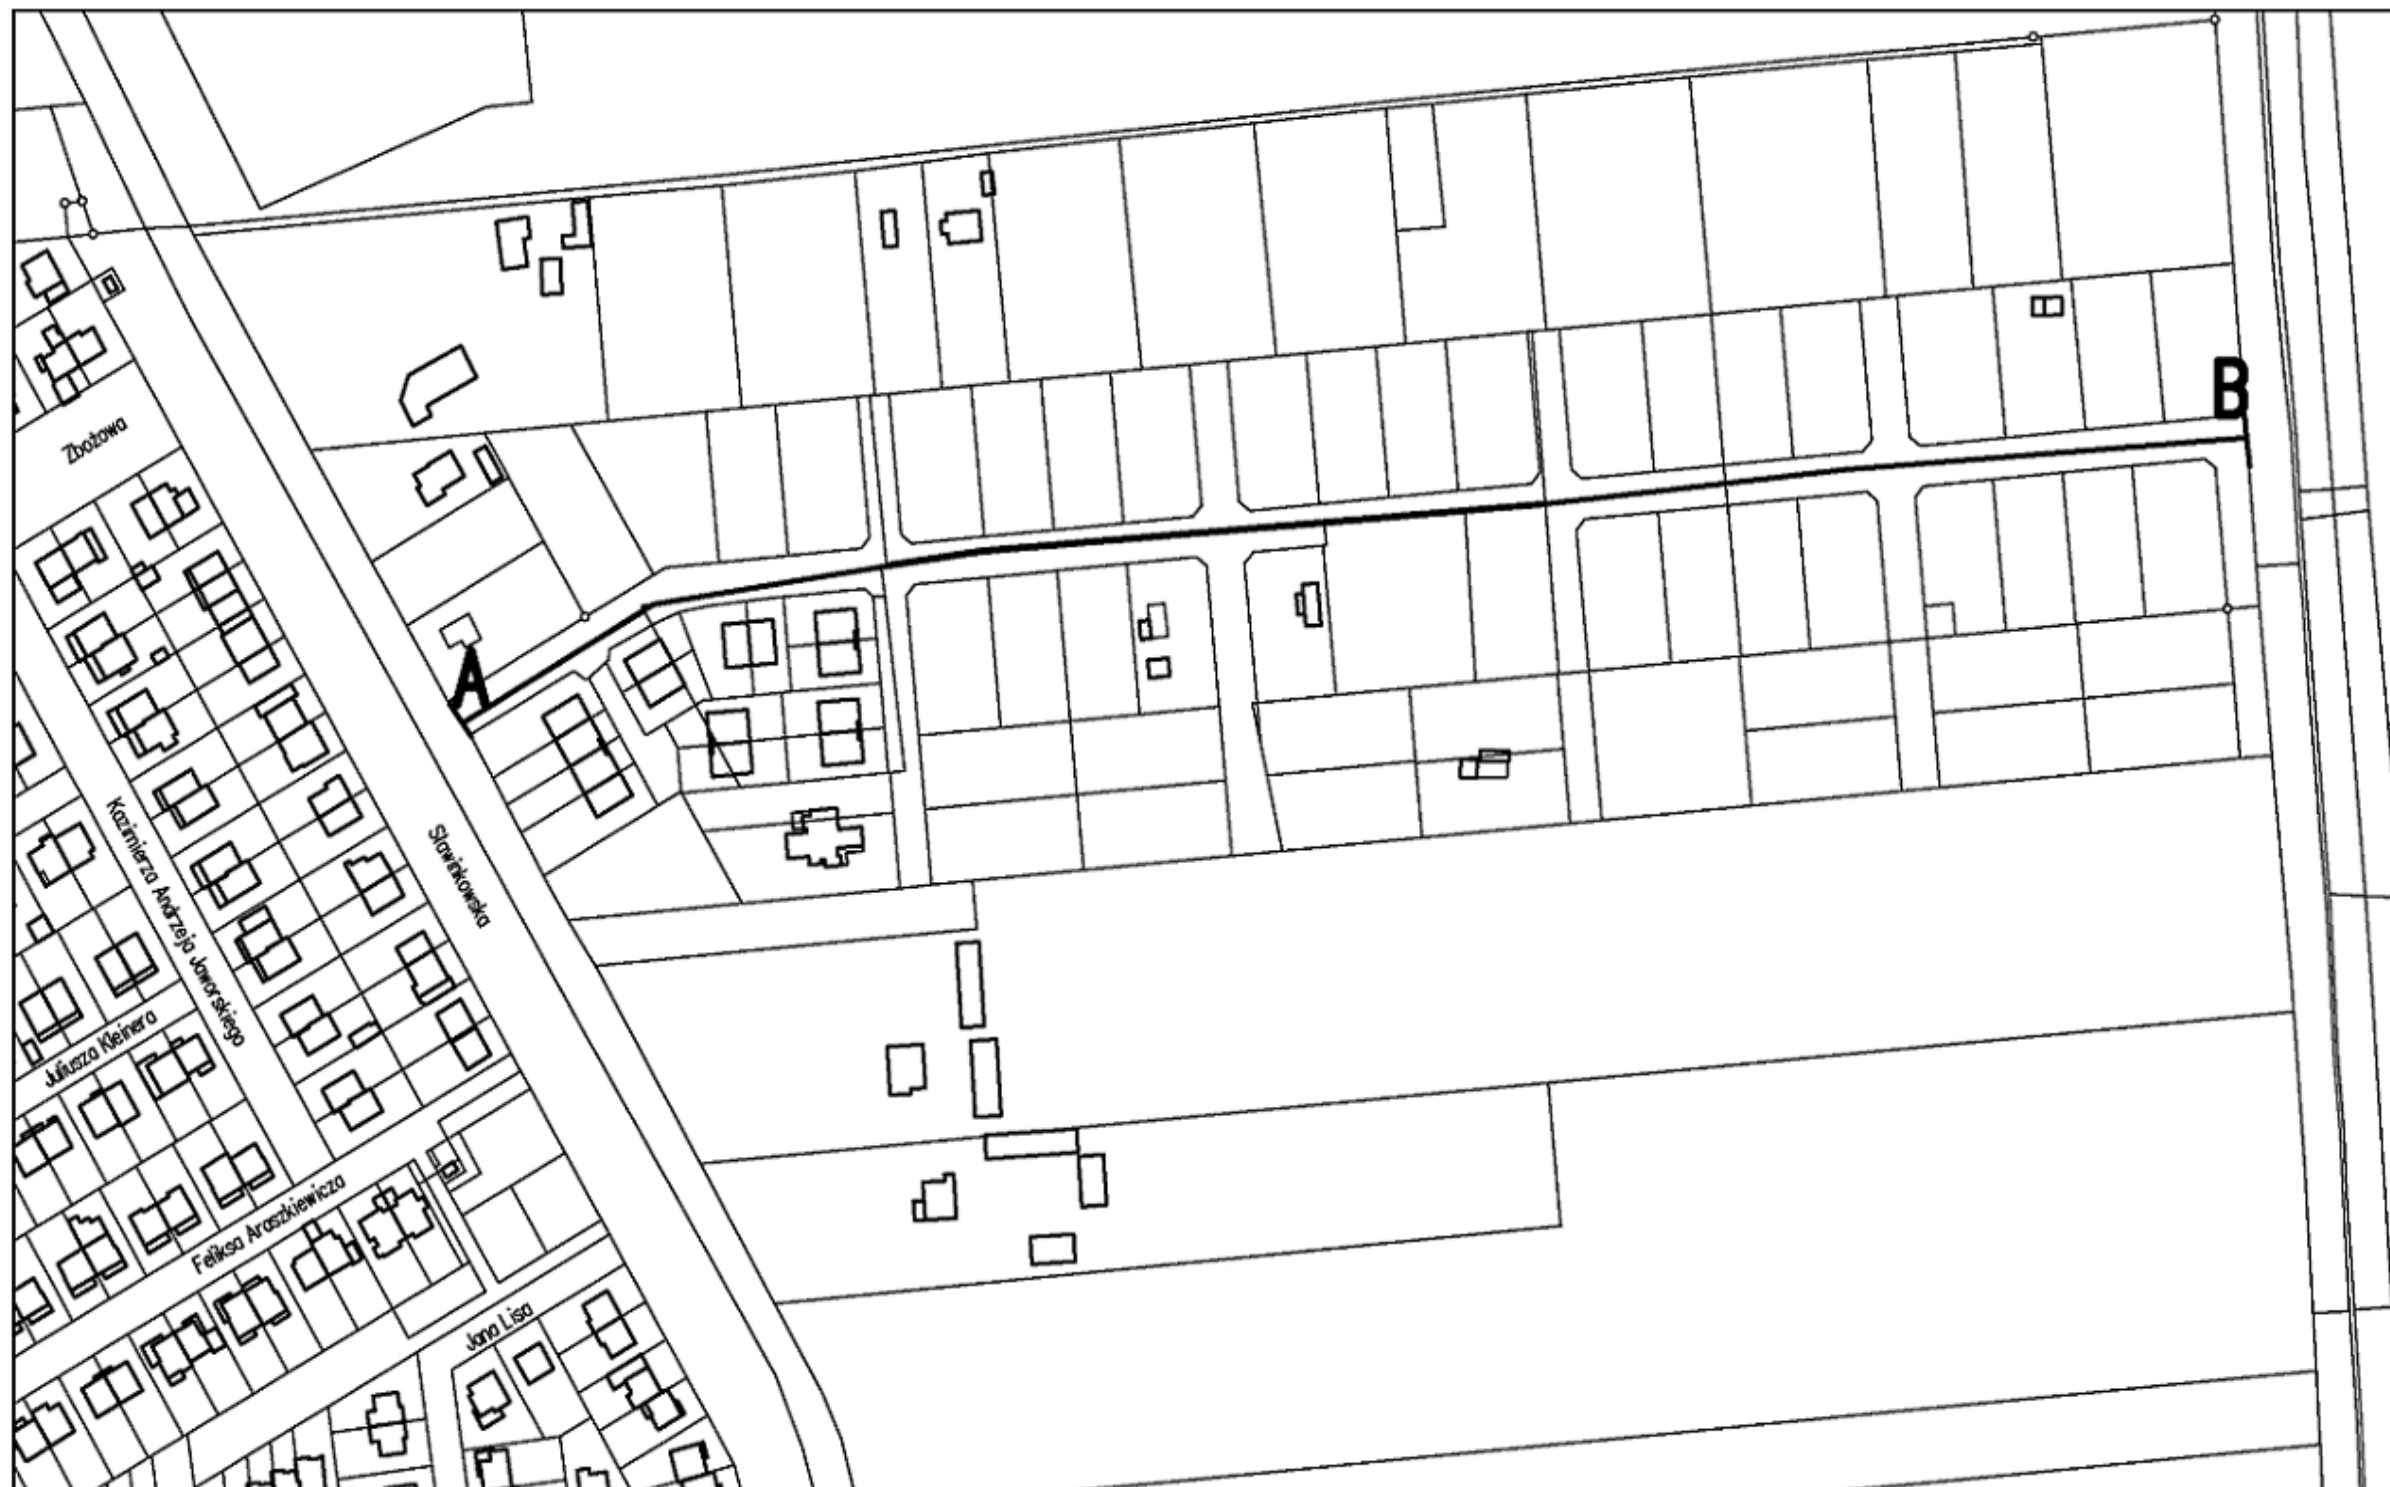 B
Zbożowa
A
Kazimierza Andrzeja Jaworskiego
Sławinkowska
Juliusza Kleinera
Feliksa Araszkiewicza
Jana Lisa